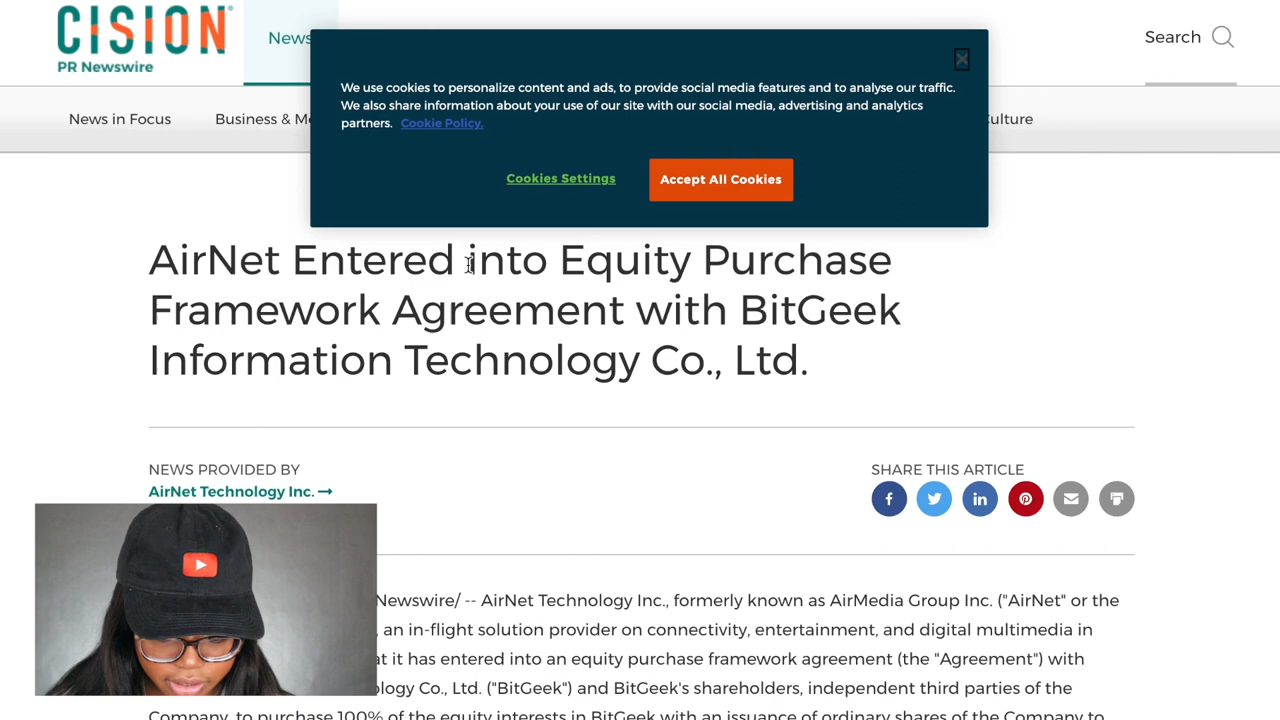 CISION
PR Newswire
News
Search
News in Focus
Business & M
Culture
We use cookies to personalize content and ads, to provide social media features and to analyse our traffic.
We also share information about your use of our site with our social media, advertising and analytics
partners. Cookie Policy.
Cookies Settings
Accept All Cookies
AirNet Entered into Equity Purchase
Framework Agreement with BitGeek
Information Technology Co., Ltd.
NEWS PROVIDED BY
AirNet Technology Inc. →
SHARE THIS ARTICLE
Newswire/ -- AirNet Technology Inc., formerly known as AirMedia Group Inc. ("AirNet" or the
, an in-flight solution provider on connectivity, entertainment, and digital multimedia in
at it has entered into an equity purchase framework agreement (the "Agreement") with
ology Co., Ltd. ("BitGeek") and BitGeek's shareholders, independent third parties of the
Company, to purchase 100% of the equity interests in BitGeek with an issuance of ordinary shares of the Company to